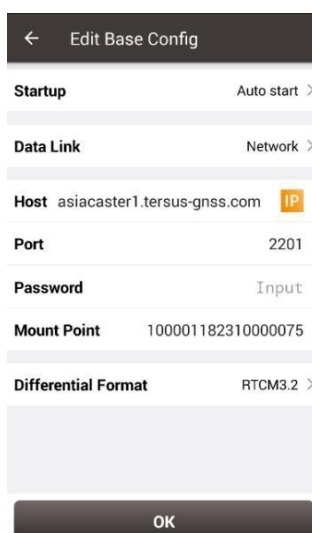 ← Edit Base Config
Startup Auto start >
Data Link Network >
Host asiacaster1.tersus-gnss.com IP
Port 2201
Password Input
Mount Point 100001182310000075
Differential Format RTCM3.2 >
OK